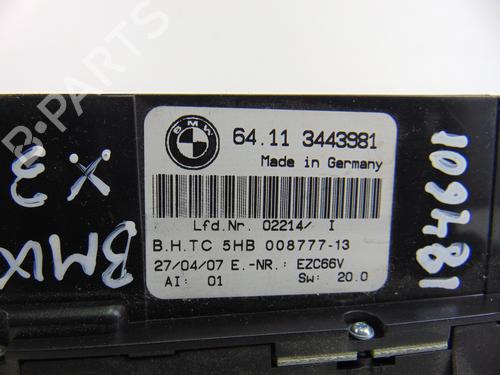 BMW
64.11 3443981
Made in Germany
Lfd.Nr. 02214/ I
B.H.TC 5HB 008777-13
27/04/07 E.-NR.: EZC66V
AI: 01 SW: 20.0
X3
BMW
109481
B-PARTS